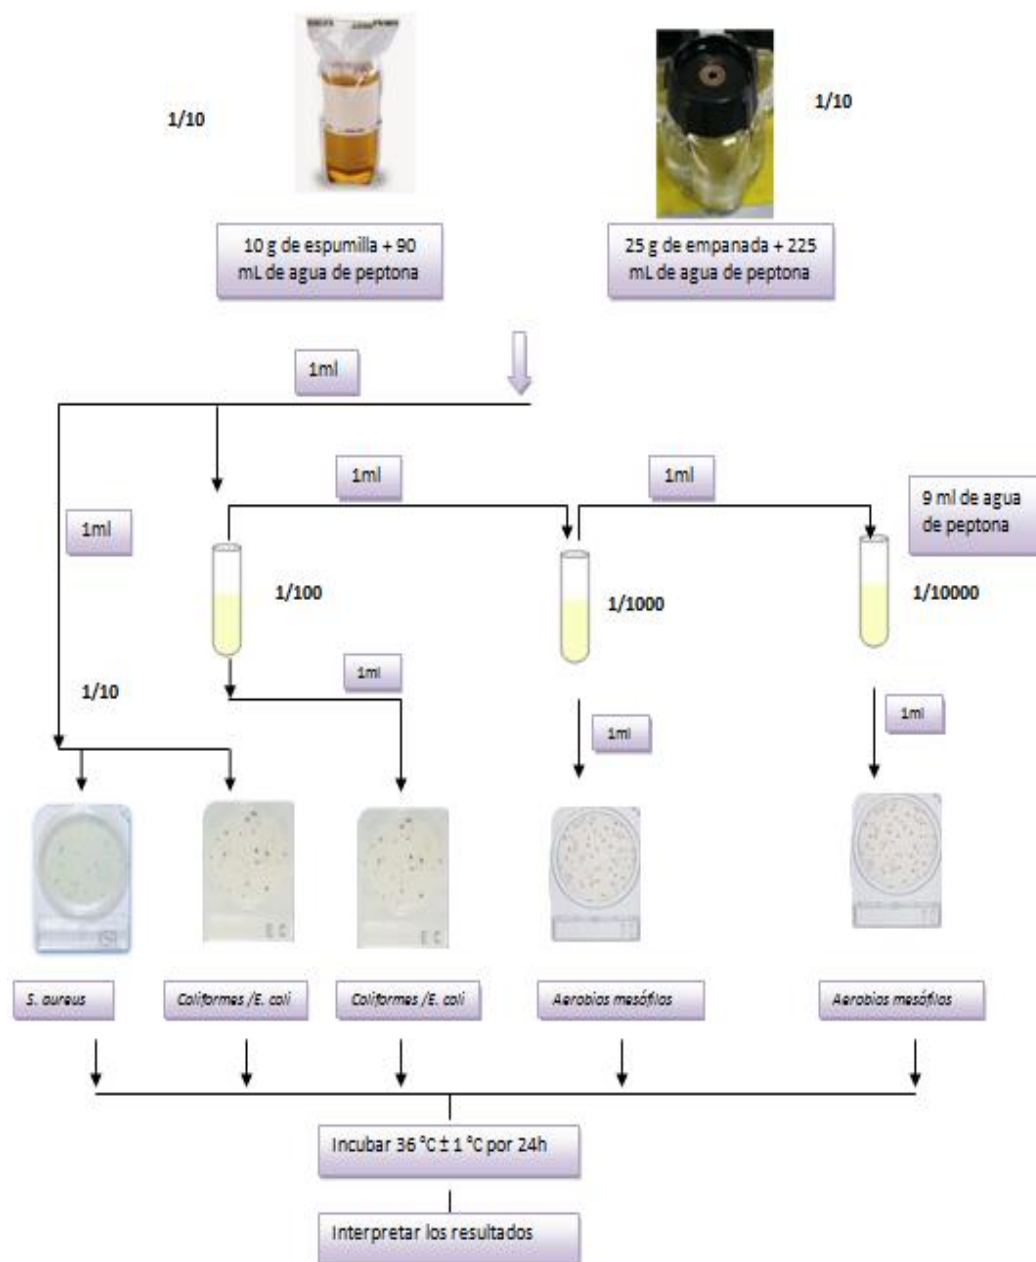 1/10
1/10
10 g de espumilla + 90
mL de agua de peptona
25 g de empanada + 225
mL de agua de peptona
1ml
1ml
1ml
9 ml de agua
de peptona
1ml
1/100
1/1000
1/10000
1ml
1/10
1ml
1ml
S. aureus
Coliformes /E. coli
Coliformes /E. coli
Aerobios mesófilos
Aerobios mesófilos
Incubar 36 °C ± 1 °C por 24h
Interpretar los resultados